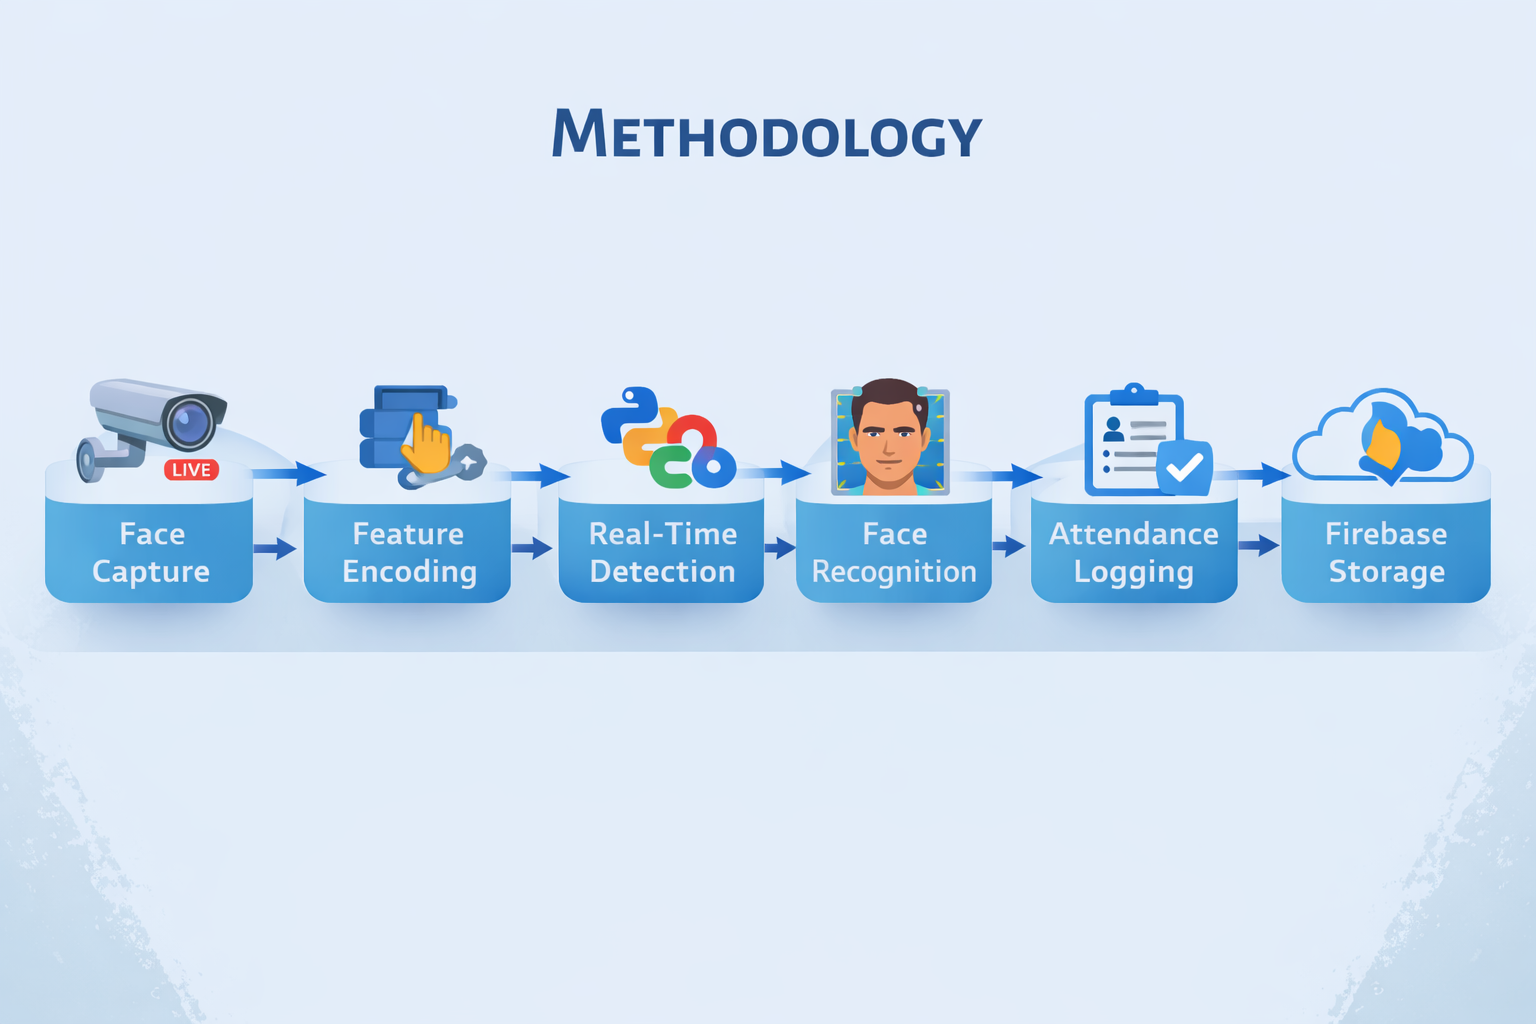 METHODOLOGY
LIVE
Face
Capture
Feature
Encoding
Real-Time
Detection
Face
Recognition
Attendance
Logging
Firebase
Storage